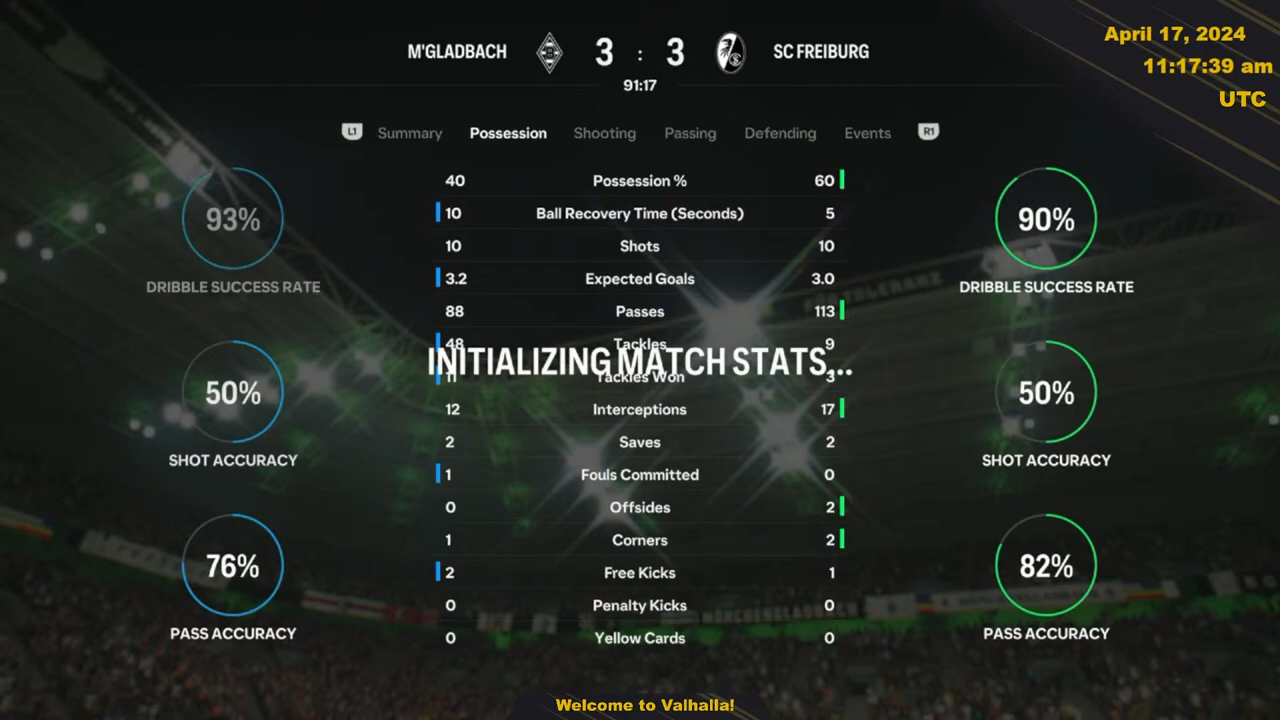 April 17, 2024
11:17:39 am
UTC
M'GLADBACH 3 : 3 SC FREIBURG
91:17
L1 Summary Possession Shooting Passing Defending Events R1
40 Possession % 60
10 Ball Recovery Time (Seconds) 5
10 Shots 10
3.2 Expected Goals 3.0
88 Passes 113
48 Tackles 9
INITIALIZING MATCH STATS...
11 Tackles Won 3
12 Interceptions 17
2 Saves 2
1 Fouls Committed 0
0 Offsides 2
1 Corners 2
2 Free Kicks 1
0 Penalty Kicks 0
0 Yellow Cards 0
93%
DRIBBLE SUCCESS RATE
50%
SHOT ACCURACY
76%
PASS ACCURACY
90%
DRIBBLE SUCCESS RATE
50%
SHOT ACCURACY
82%
PASS ACCURACY
Welcome to Valhalla!